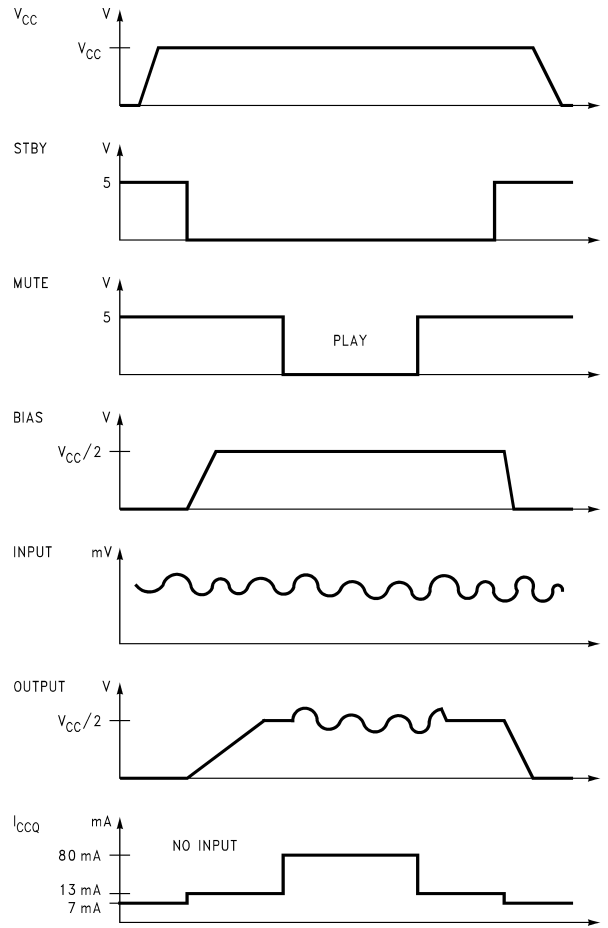 VCC V
VCC
STBY V
5
MUTE V
5
PLAY
BIAS V
VCC/2
INPUT mV
OUTPUT V
VCC/2
ICCQ mA
NO INPUT
80 mA
13 mA
7 mA